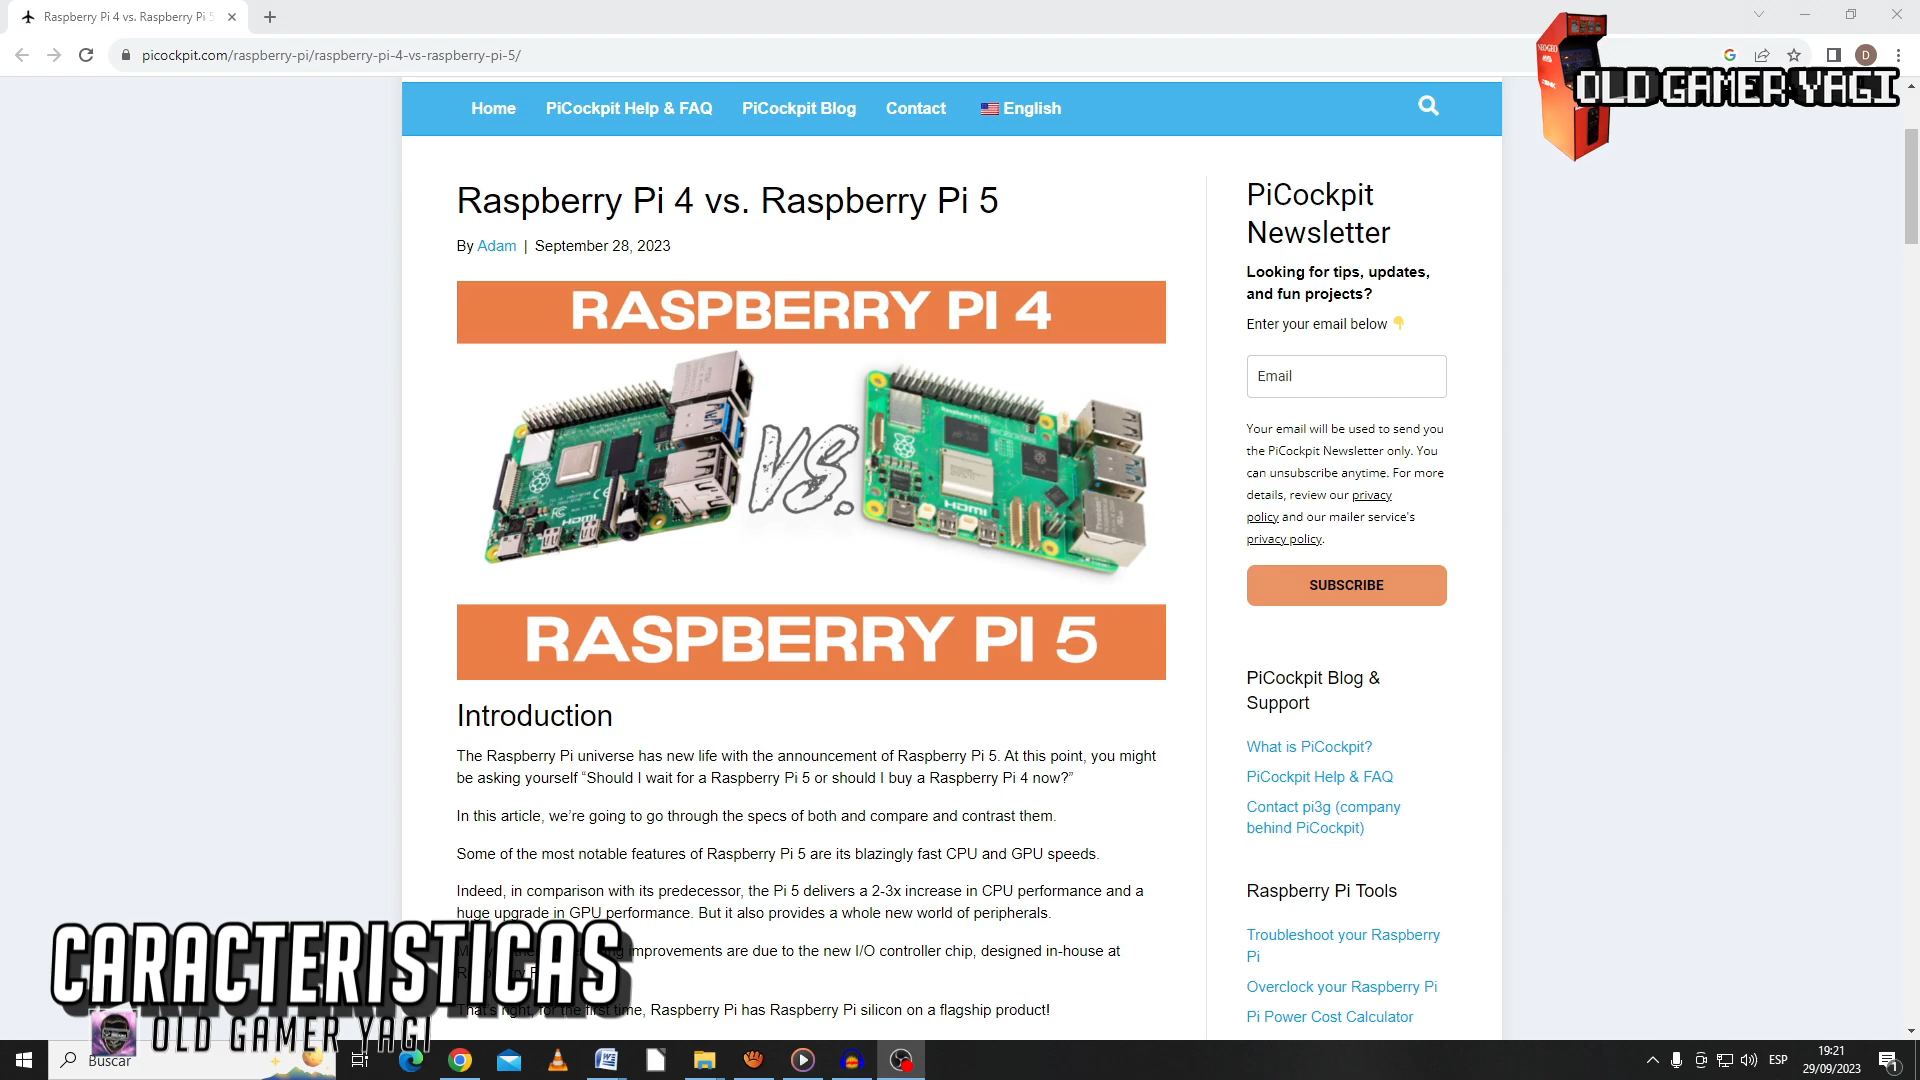 Raspberry Pi 4 vs. Raspberry Pi 5
picockpit.com/raspberry-pi/raspberry-pi-4-vs-raspberry-pi-5/
D
OLD GAMER YAGI
Home PiCockpit Help & FAQ PiCockpit Blog Contact English
Raspberry Pi 4 vs. Raspberry Pi 5
By Adam | September 28, 2023
RASPBERRY PI 4
HDMI
VS.
HDMI
RASPBERRY PI 5
Introduction
The Raspberry Pi universe has new life with the announcement of Raspberry Pi 5. At this point, you might
be asking yourself “Should I wait for a Raspberry Pi 5 or should I buy a Raspberry Pi 4 now?”
In this article, we’re going to go through the specs of both and compare and contrast them.
Some of the most notable features of Raspberry Pi 5 are its blazingly fast CPU and GPU speeds.
Indeed, in comparison with its predecessor, the Pi 5 delivers a 2-3x increase in CPU performance and a
huge upgrade in GPU performance. But it also provides a whole new world of peripherals.
improvements are due to the new I/O controller chip, designed in-house at
That’s right, for the first time, Raspberry Pi has Raspberry Pi silicon on a flagship product!
PiCockpit
Newsletter
Looking for tips, updates,
and fun projects?
Enter your email below
Email
Your email will be used to send you
the PiCockpit Newsletter only. You
can unsubscribe anytime. For more
details, review our privacy
policy and our mailer service's
privacy policy.
SUBSCRIBE
PiCockpit Blog &
Support
What is PiCockpit?
PiCockpit Help & FAQ
Contact pi3g (company
behind PiCockpit)
Raspberry Pi Tools
Troubleshoot your Raspberry
Pi
Overclock your Raspberry Pi
Pi Power Cost Calculator
CARACTERISTICAS
OLD GAMER YAGI
Buscar
ESP
19:21
29/09/2023
1